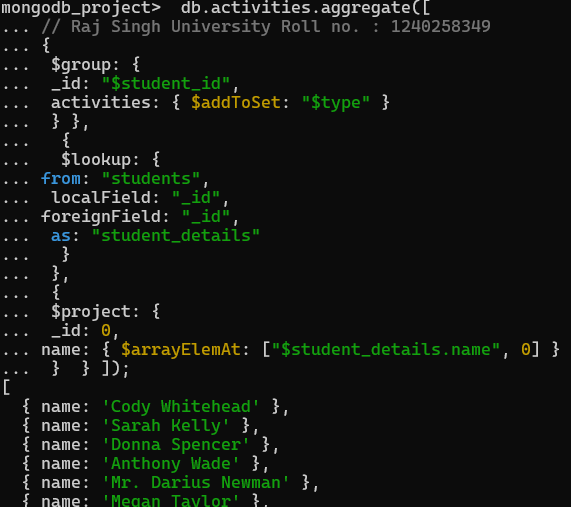 mongodb_project>  db.activities.aggregate([
... // Raj Singh University Roll no. : 1240258349
... {
...  $group: {
...  _id: "$student_id",
...  activities: { $addToSet: "$type" }
...  } },
...   {
...   $lookup: {
... from: "students",
...  localField: "_id",
... foreignField: "_id",
...  as: "student_details"
...   }
...  },
...  {
...  $project: {
...  _id: 0,
... name: { $arrayElemAt: ["$student_details.name", 0] }
...  }  } ]);
[
  { name: 'Cody Whitehead' },
  { name: 'Sarah Kelly' },
  { name: 'Donna Spencer' },
  { name: 'Anthony Wade' },
  { name: 'Mr. Darius Newman' },
  { name: 'Megan Taylor' },